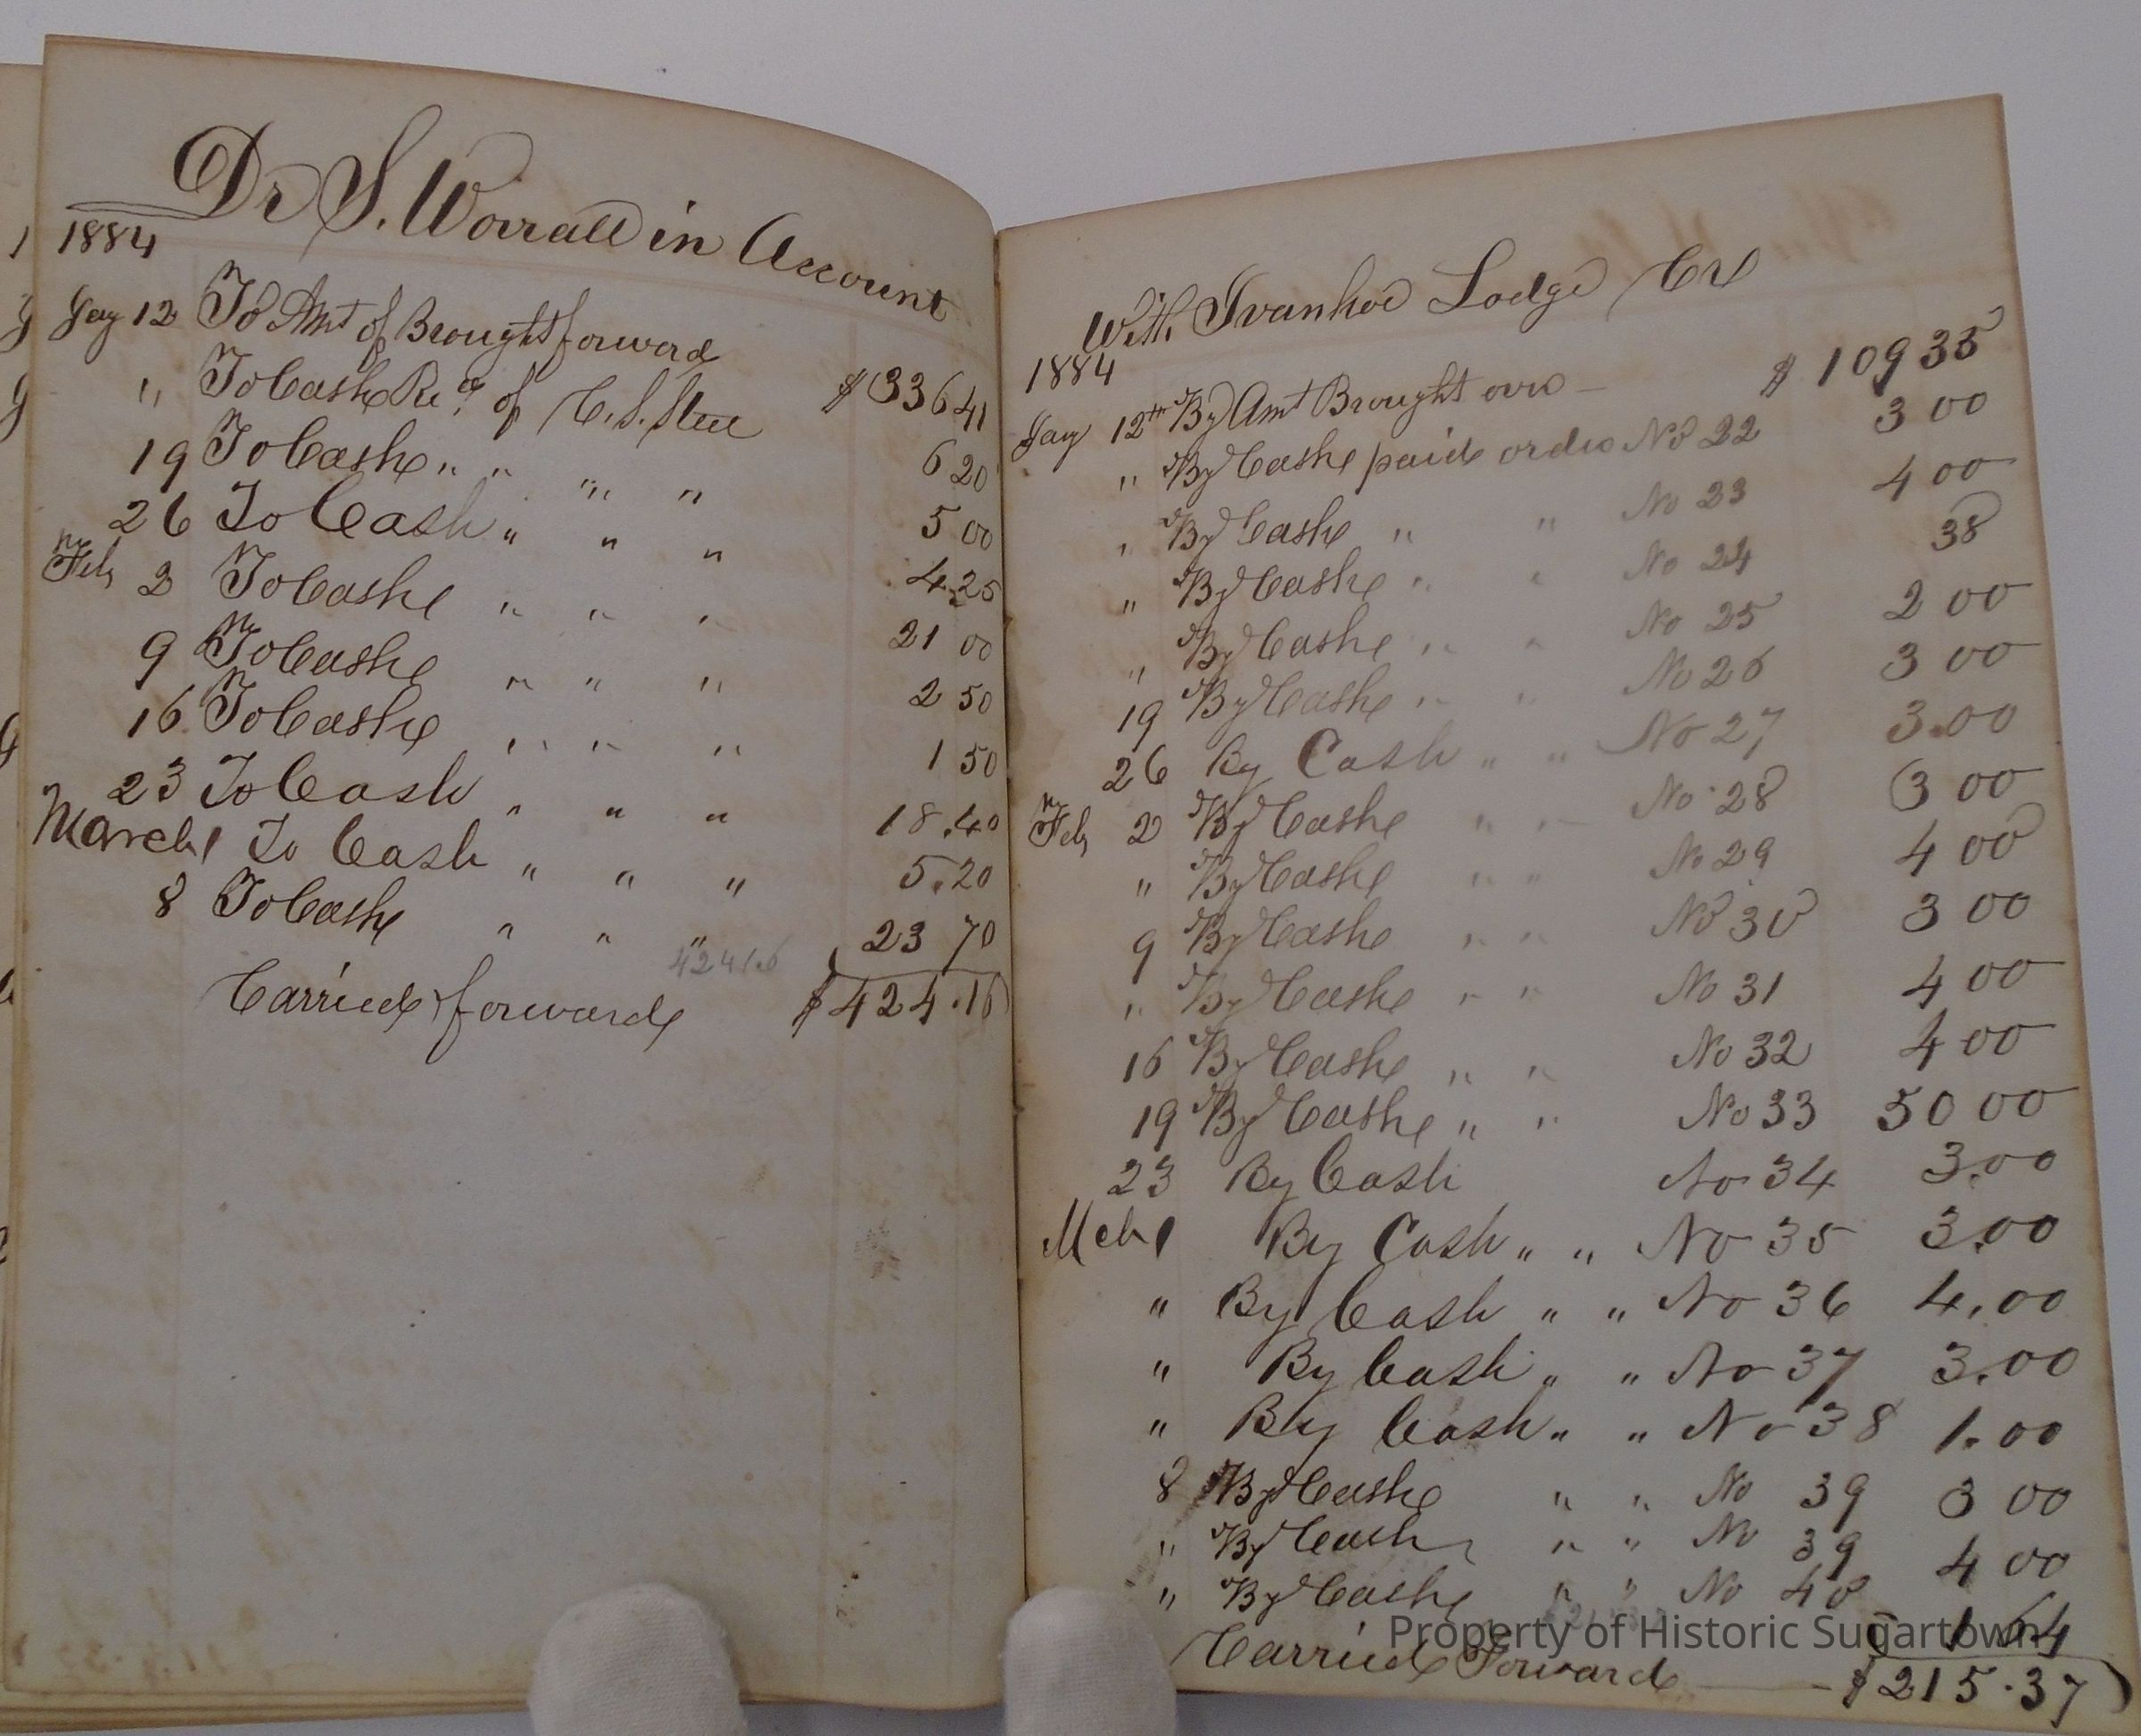 Dr S. Worrall in Account
1884
Jay 12 To Amt of Brought forward $336 41
" To Cash Recd of C. S. Steel 6 20
19 To Cash " " " " 5 00
26 To Cash " " " 4.25
Feby 2 To Cash " " " 21 00
9 To Cash " " " 2 50
16 To Cash " " " 1 50
23 To Cash " " " 18.40
March 1 To Cash " " " 5.20
8 To Cash " " " 23 70
424 16
Carried forward $424.16
With Ivanhoe Lodge Cr
1884
Jay 12th By Amt Brought over — $109 35
" By Cash paid order No 22 3 00
" By Cash " " No 23 4 00
" By Cash " " No 24 38
" By Cash " " No 25 2 00
19 By Cash " " No 26 3 00
26 By Cash " " No 27 3.00
Feby 2 By Cash " " No 28 3 00
" By Cash " " No 29 4 00
9 By Cash " " No 30 3 00
" By Cash " " No 31 4 00
16 By Cash " " No 32 4 00
19 By Cash " " No 33 50 00
23 By Cash No 34 3.00
Mch 1 By Cash " " No 35 3.00
" By Cash " " No 36 4.00
" By Cash " " No 37 3.00
" By Cash " " No 38 1.00
8 By Cash " " No 39 3 00
" By Cash " " No 39 4 00
" By Cash " " No 40 1 64
Carried Forward — $215.37
Property of Historic Sugartown